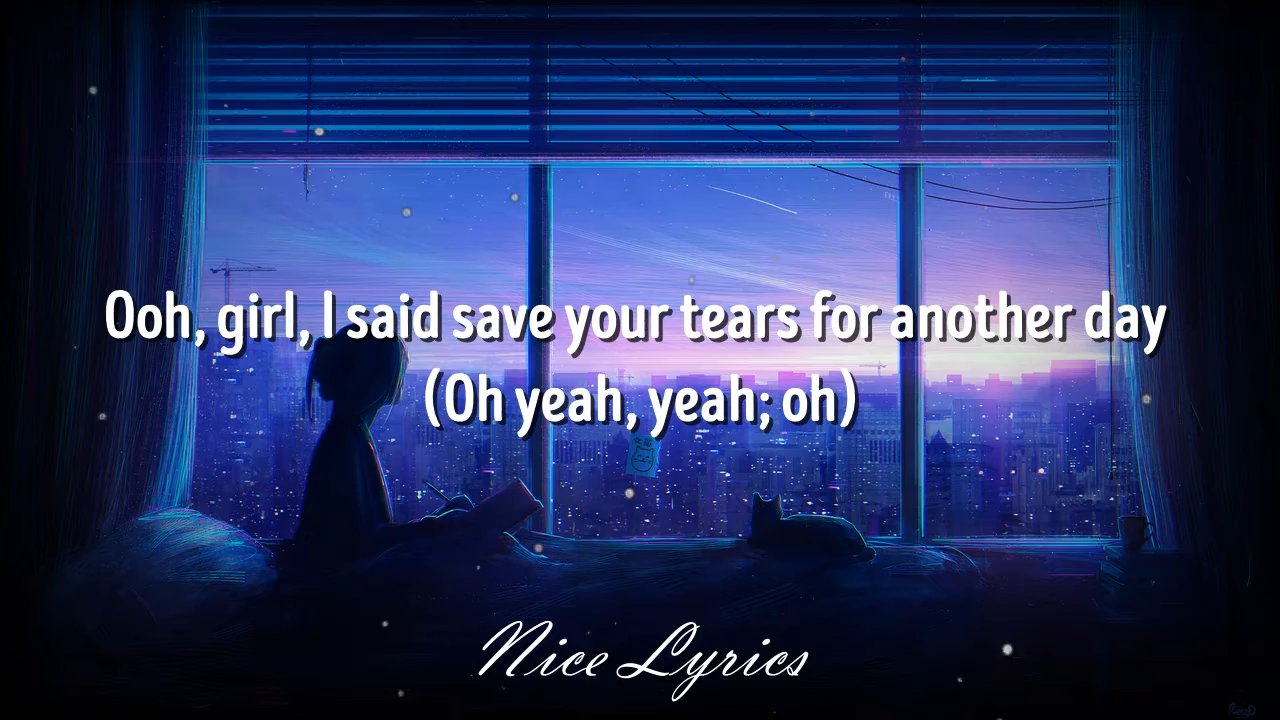 Ooh, girl, I said save your tears for another day
(Oh yeah, yeah; oh)
Nice Lyrics